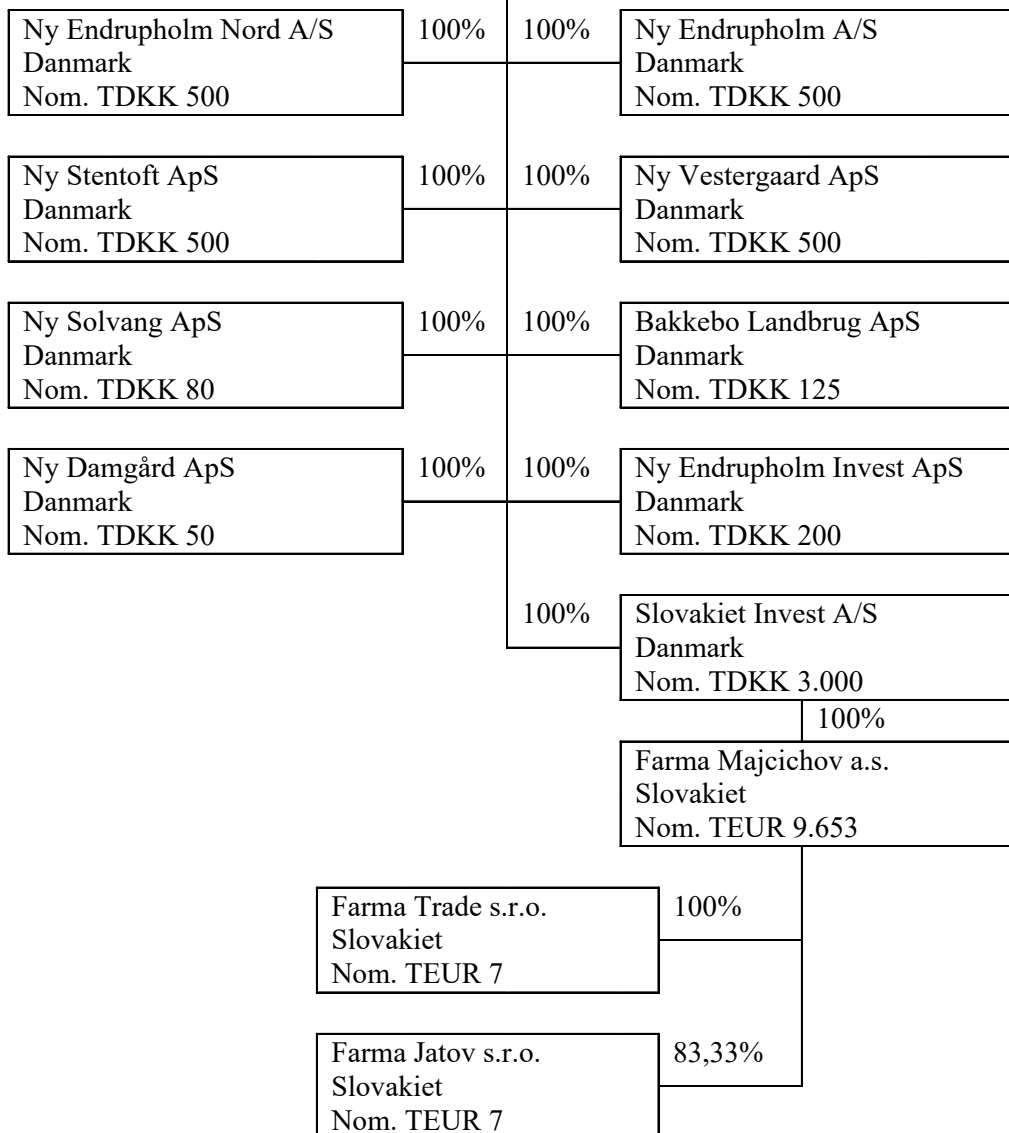 Ny Endrupholm Nord A/S
Danmark
Nom. TDKK 500
100%
100%
Ny Endrupholm A/S
Danmark
Nom. TDKK 500
Ny Stentoft ApS
Danmark
Nom. TDKK 500
100%
100%
Ny Vestergaard ApS
Danmark
Nom. TDKK 500
Ny Solvang ApS
Danmark
Nom. TDKK 80
100%
100%
Bakkebo Landbrug ApS
Danmark
Nom. TDKK 125
Ny Damgård ApS
Danmark
Nom. TDKK 50
100%
100%
Ny Endrupholm Invest ApS
Danmark
Nom. TDKK 200
100%
Slovakiet Invest A/S
Danmark
Nom. TDKK 3.000
100%
Farma Majcichov a.s.
Slovakiet
Nom. TEUR 9.653
Farma Trade s.r.o.
Slovakiet
Nom. TEUR 7
100%
Farma Jatov s.r.o.
Slovakiet
Nom. TEUR 7
83,33%